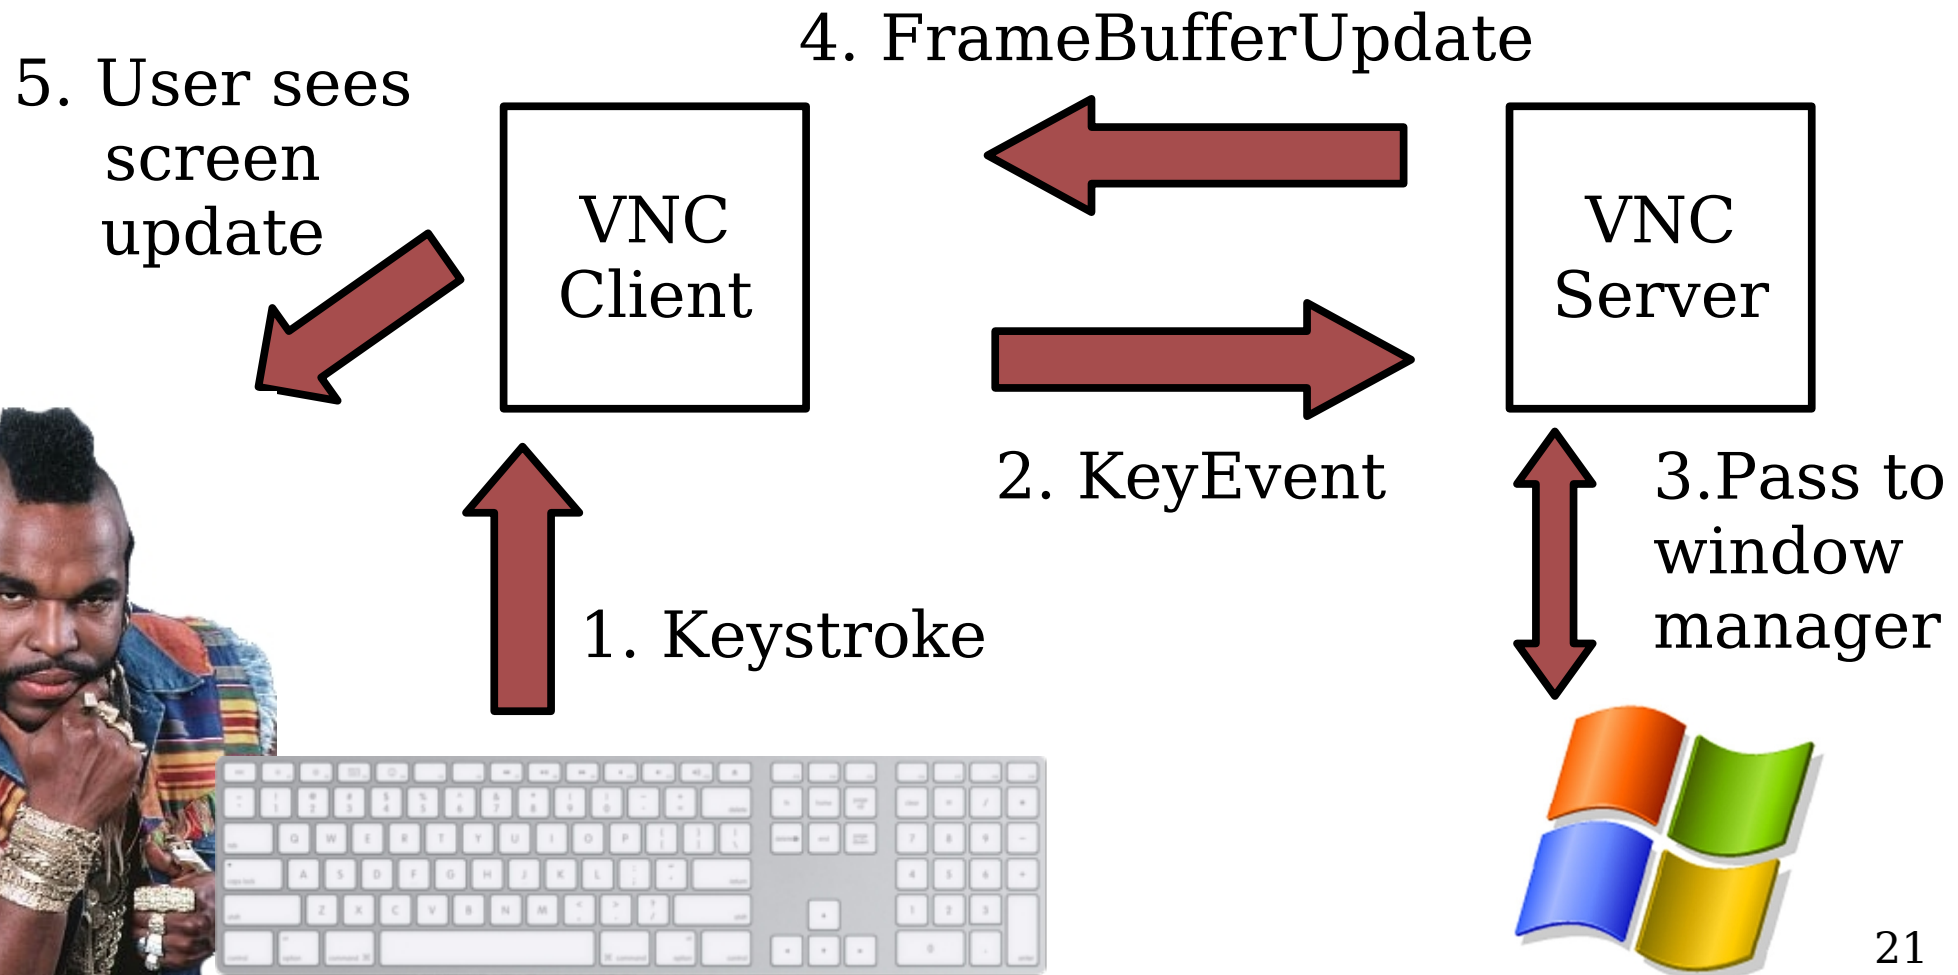 4. FrameBufferUpdate
5. User sees
screen
update
VNC
Client
VNC
Server
2. KeyEvent
3.Pass to
window
manager
1. Keystroke
Q W E R T Y U I O P
A S D F G H J K L
Z X C V B N M
21